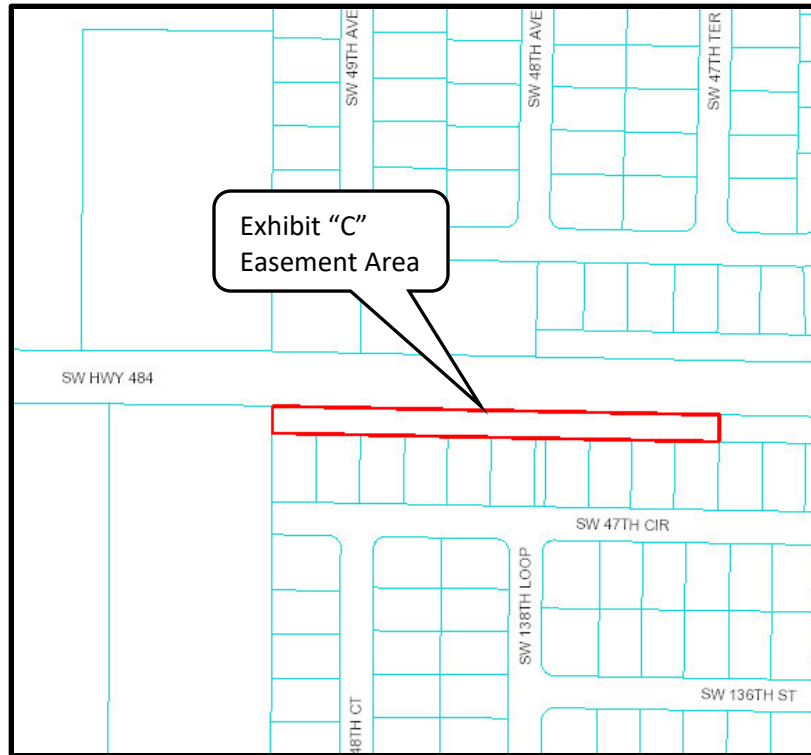 SW 49TH AVE
SW 48TH AVE
SW 47TH TER
Exhibit “C”
Easement Area
SW HWY 484
SW 47TH CIR
SW 138TH LOOP
SW 136TH ST
48TH CT